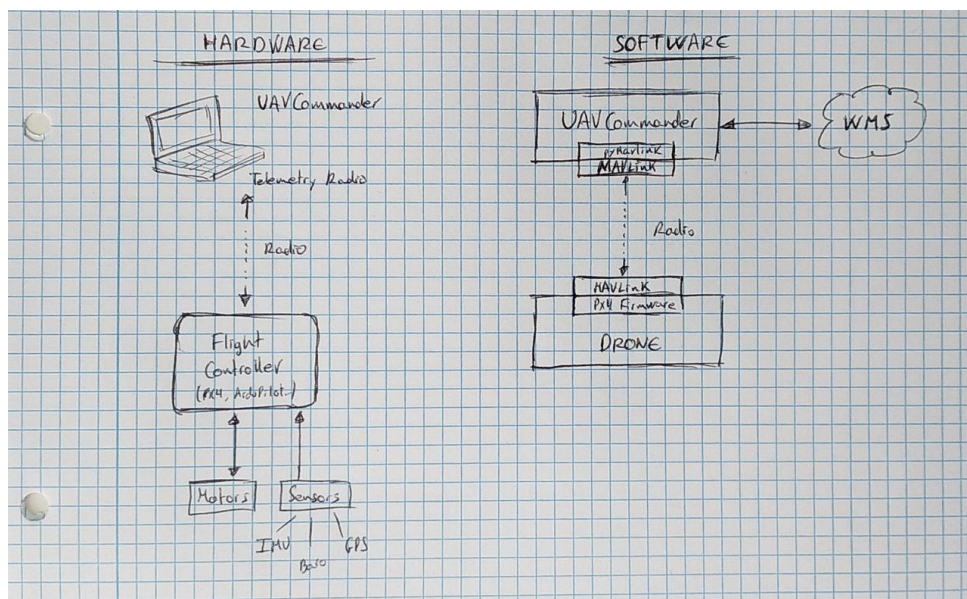 HARDWARE
UAVCommander
Telemetry Radio
Radio
Flight
Controller
(PX4, ArduPilot..)
Motors
Sensors
IMU
Baro
GPS
SOFTWARE
UAVCommander
pyMavlink
MAVLink
WMS
Radio
MAVLink
PX4 Firmware
DRONE